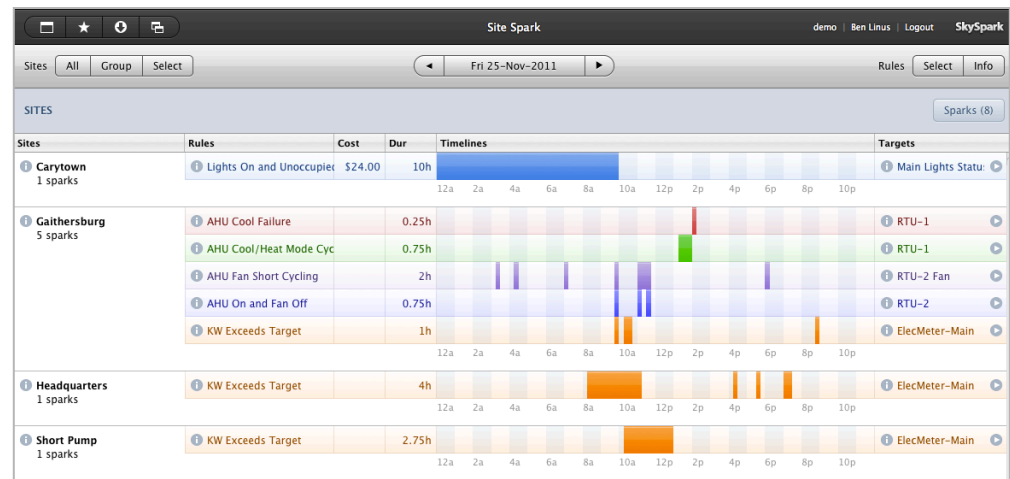 Site Spark
demo | Ben Linus | Logout SkySpark
Sites All Group Select
Fri 25-Nov-2011
Rules Select Info
SITES
Sparks (8)
Sites Rules Cost Dur Timelines Targets
Carytown Lights On and Unoccupied $24.00 10h Main Lights Statu
1 sparks
12a 2a 4a 6a 8a 10a 12p 2p 4p 6p 8p 10p
Gaithersburg AHU Cool Failure 0.25h RTU-1
5 sparks
AHU Cool/Heat Mode Cyc 0.75h RTU-1
AHU Fan Short Cycling 2h RTU-2 Fan
AHU On and Fan Off 0.75h RTU-2
KW Exceeds Target 1h ElecMeter-Main
12a 2a 4a 6a 8a 10a 12p 2p 4p 6p 8p 10p
Headquarters KW Exceeds Target 4h ElecMeter-Main
1 sparks
12a 2a 4a 6a 8a 10a 12p 2p 4p 6p 8p 10p
Short Pump KW Exceeds Target 2.75h ElecMeter-Main
1 sparks
12a 2a 4a 6a 8a 10a 12p 2p 4p 6p 8p 10p